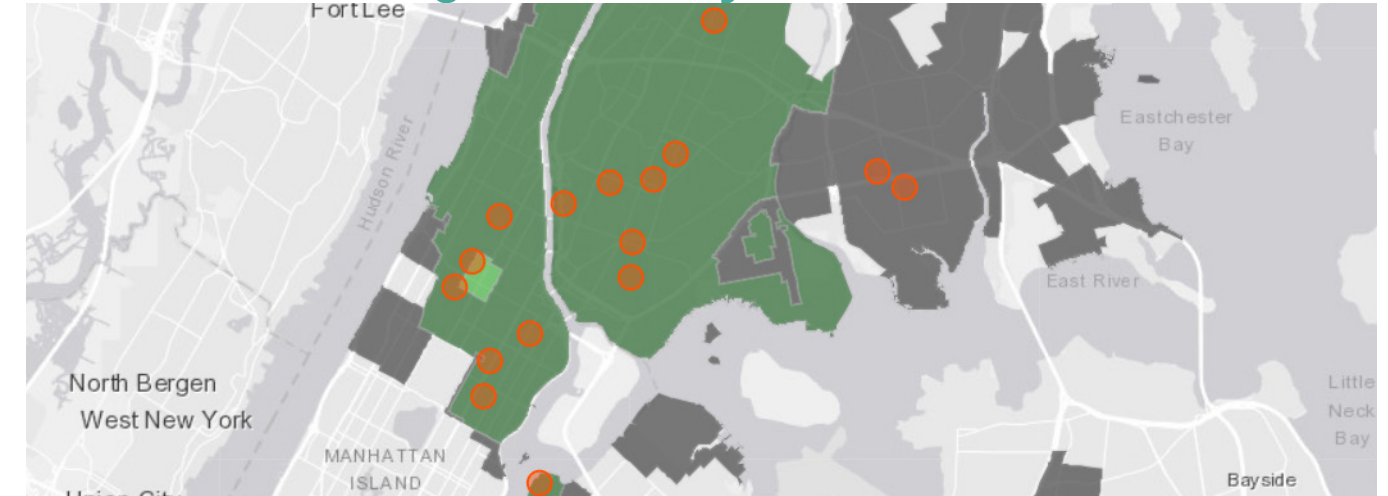 Fort Lee
Hudson River
Eastchester
Bay
East River
North Bergen
West New York
Little
Neck
Bay
MANHATTAN
ISLAND
Bayside